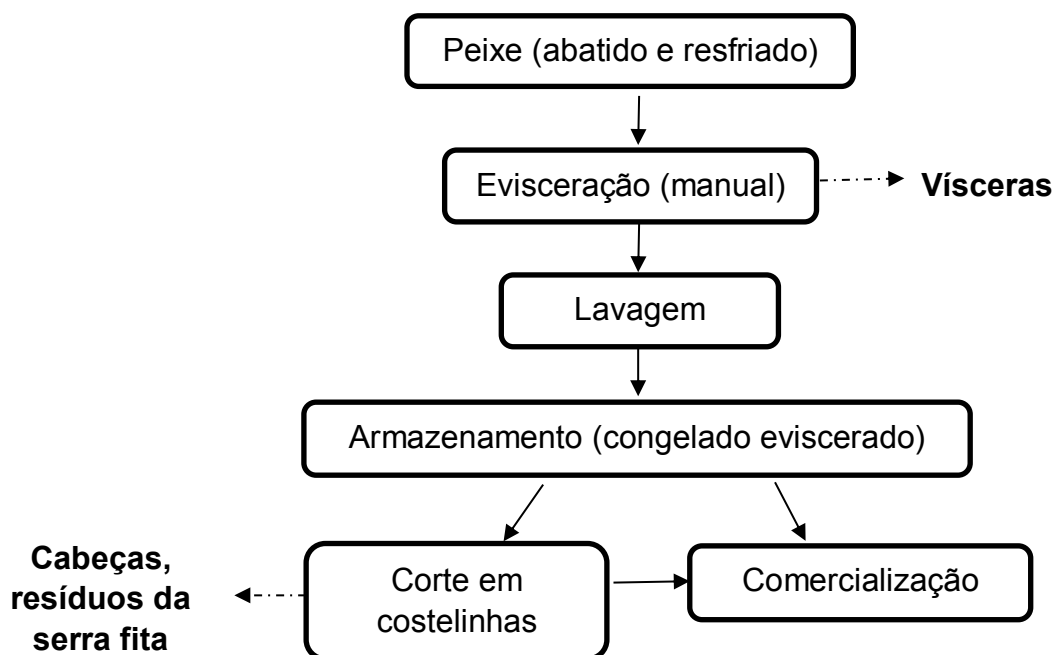 Peixe (abatido e resfriado)
Evisceração (manual)
Vísceras
Lavagem
Armazenamento (congelado eviscerado)
Cabeças,
resíduos da
serra fita
Corte em
costelinhas
Comercialização